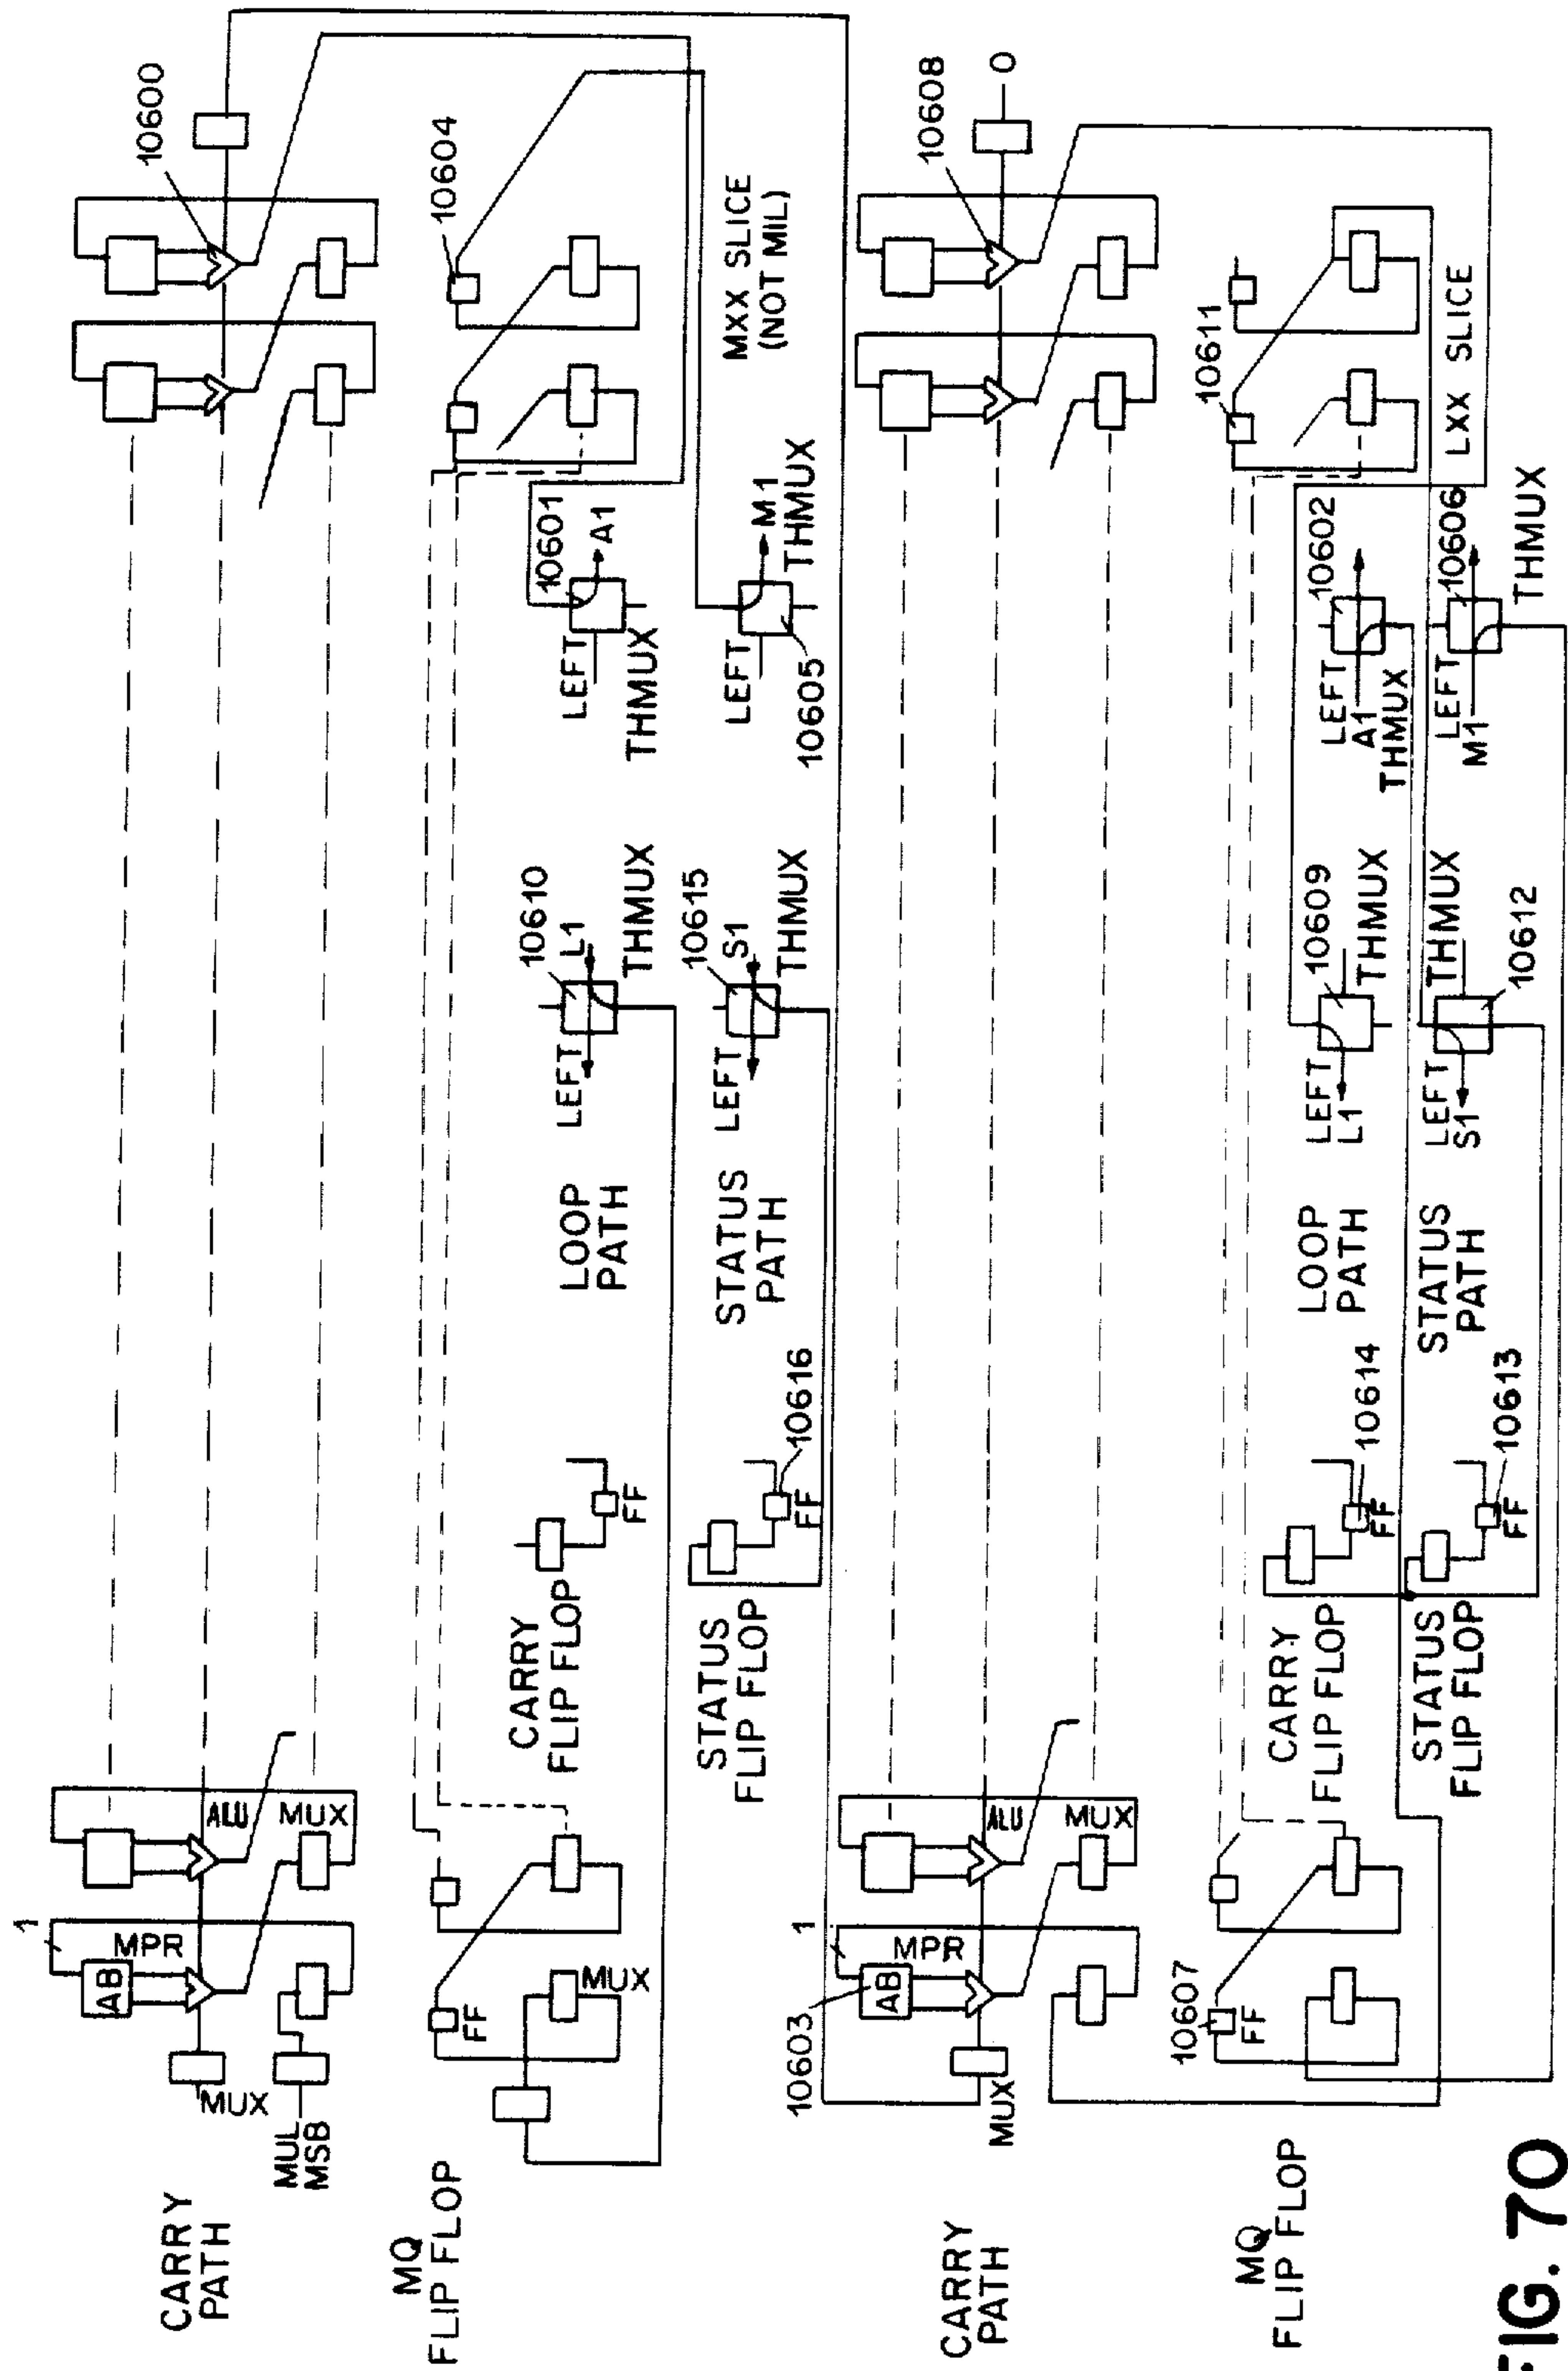 1
10600
ALU
MUX
AB
MPR
MUX
MUL
MSB
CARRY
PATH
10604
FF
MUX
MQ
FLIP FLOP
CARRY
FLIP FLOP
FF
LOOP
PATH
LEFT
10610
L1
THMUX
LEFT
10601
A1
THMUX
STATUS
FLIP FLOP
FF
10616
STATUS
PATH
LEFT
10615
S1
THMUX
LEFT
10605
M1
THMUX
MXX SLICE
(NOT MIL)
1
10603
AB
MPR
ALU
MUX
MUX
10608
0
CARRY
PATH
10607
FF
10611
MQ
FLIP FLOP
CARRY
FLIP FLOP
FF
10614
LOOP
PATH
LEFT
L1
10609
THMUX
LEFT
A1
THMUX
10602
STATUS
FLIP FLOP
FF
10613
STATUS
PATH
LEFT
S1
THMUX
10612
LEFT
M1
10606
THMUX
LXX SLICE
FIG. 70